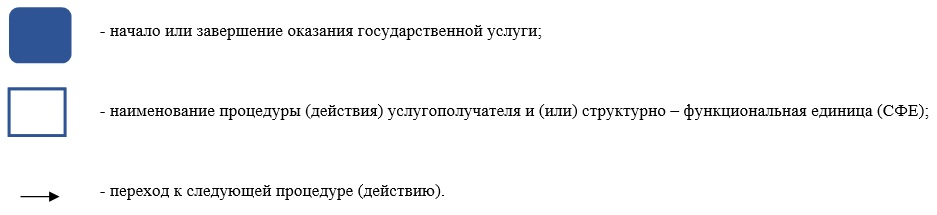 - начало или завершение оказания государственной услуги;
- наименование процедуры (действия) услугополучателя и (или) структурно – функциональная единица (СФЕ);
- переход к следующей процедуре (действию).